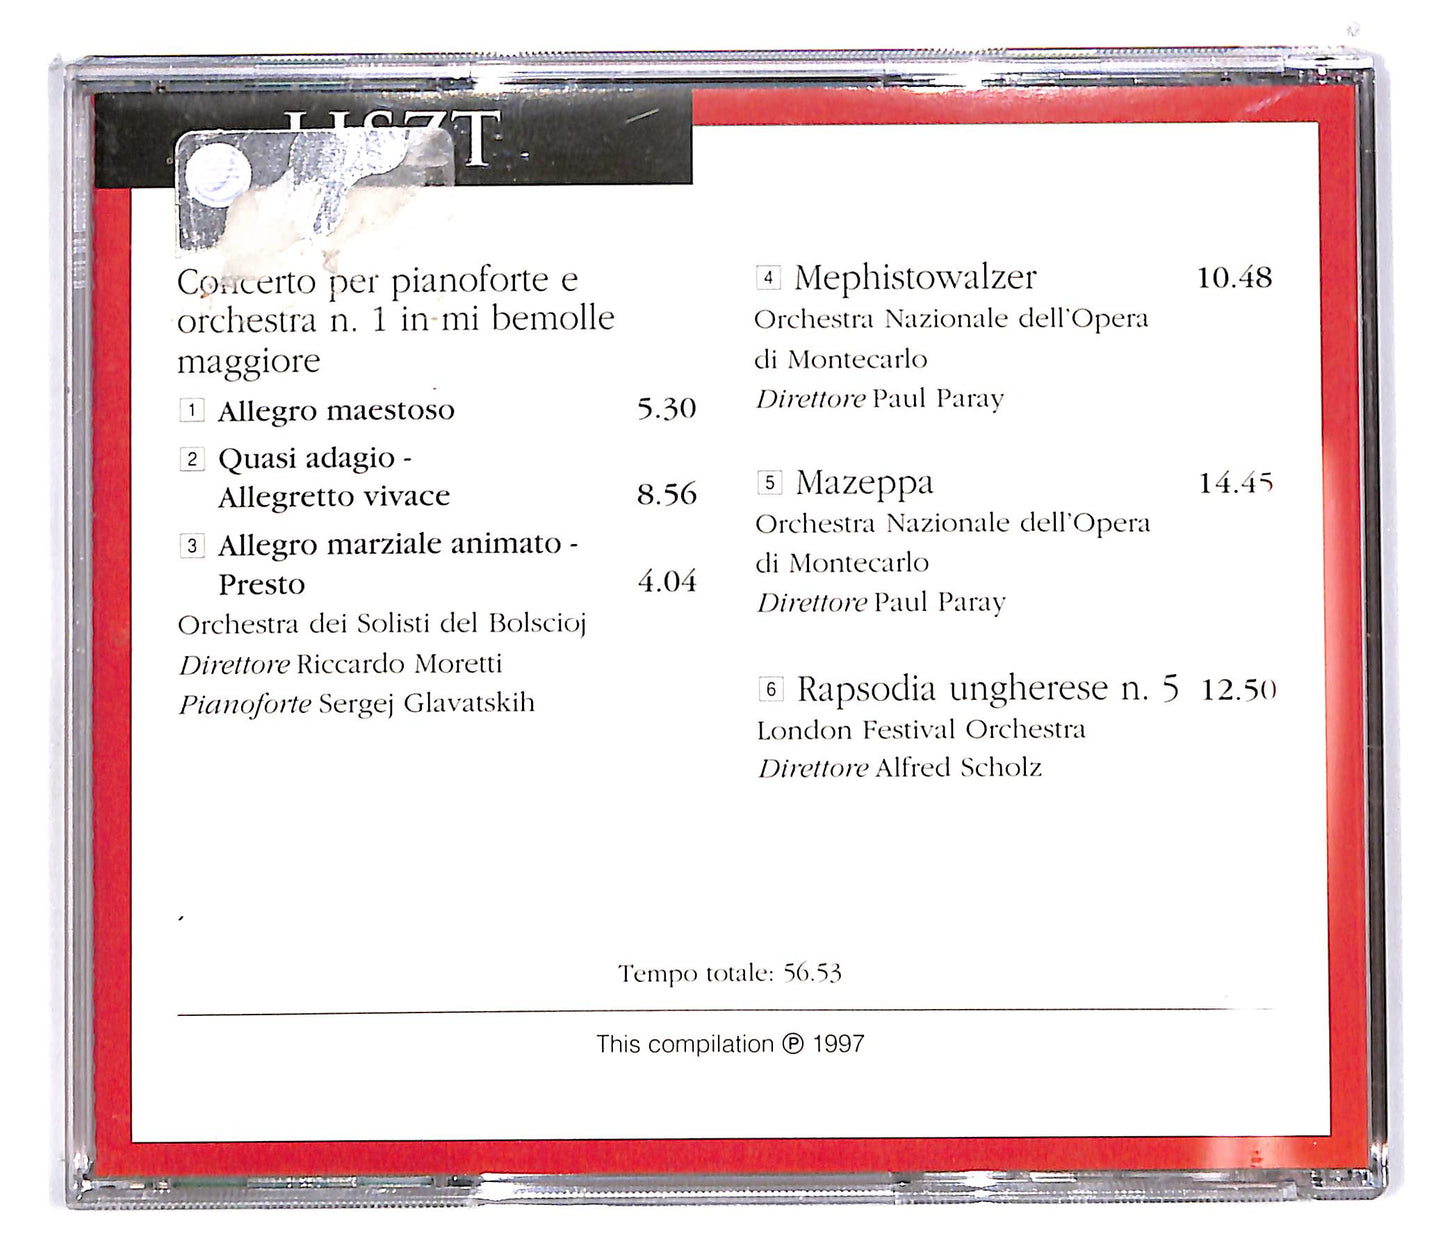 LISZT
Concerto per pianoforte e
orchestra n. 1 in mi bemolle
maggiore
1 Allegro maestoso 5.30
2 Quasi adagio -
Allegretto vivace 8.56
3 Allegro marziale animato -
Presto 4.04
Orchestra dei Solisti del Bolscioj
Direttore Riccardo Moretti
Pianoforte Sergej Glavatskih
4 Mephistowalzer 10.48
Orchestra Nazionale dell'Opera
di Montecarlo
Direttore Paul Paray
5 Mazeppa 14.45
Orchestra Nazionale dell'Opera
di Montecarlo
Direttore Paul Paray
6 Rapsodia ungherese n. 5 12.50
London Festival Orchestra
Direttore Alfred Scholz
Tempo totale: 56.53
This compilation ℗ 1997